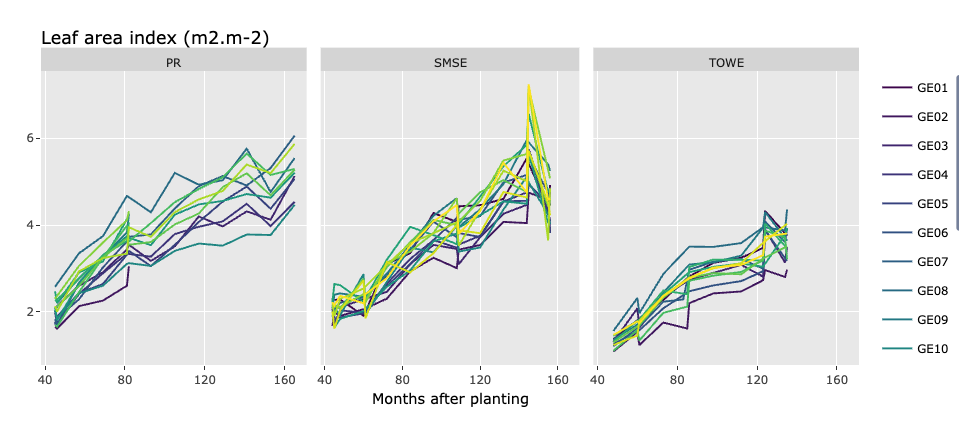 Leaf area index (m2.m-2)
PR
SMSE
TOWE
6
4
2
40 80 120 160
40 80 120 160
40 80 120 160
Months after planting
GE01
GE02
GE03
GE04
GE05
GE06
GE07
GE08
GE09
GE10